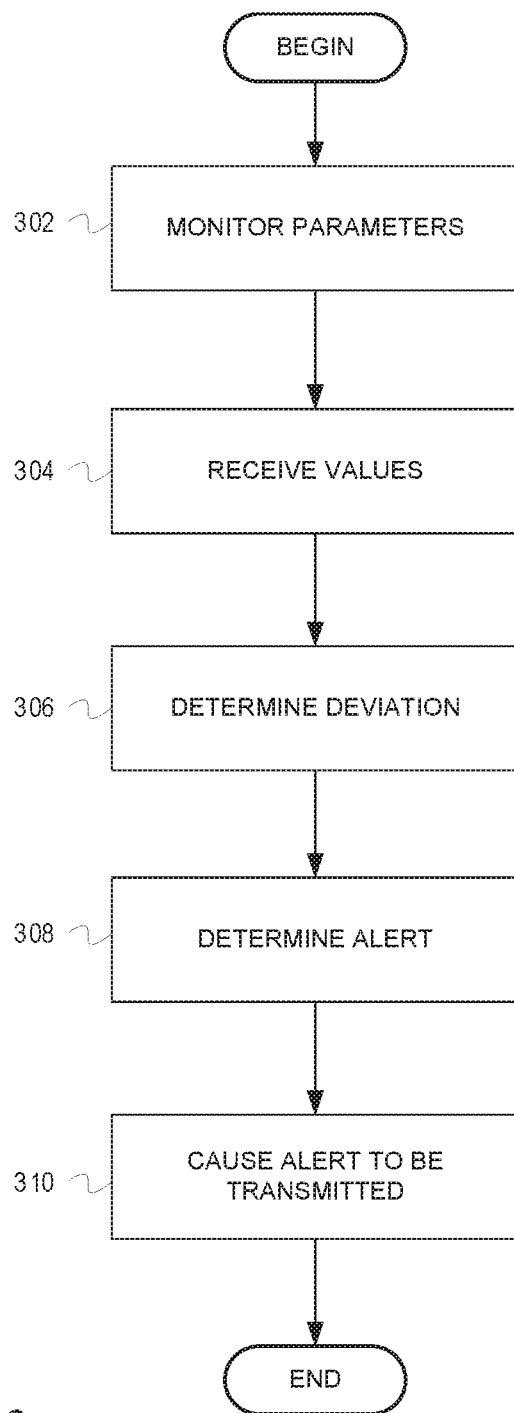 BEGIN
302
MONITOR PARAMETERS
304
RECEIVE VALUES
306
DETERMINE DEVIATION
308
DETERMINE ALERT
310
CAUSE ALERT TO BE
TRANSMITTED
END